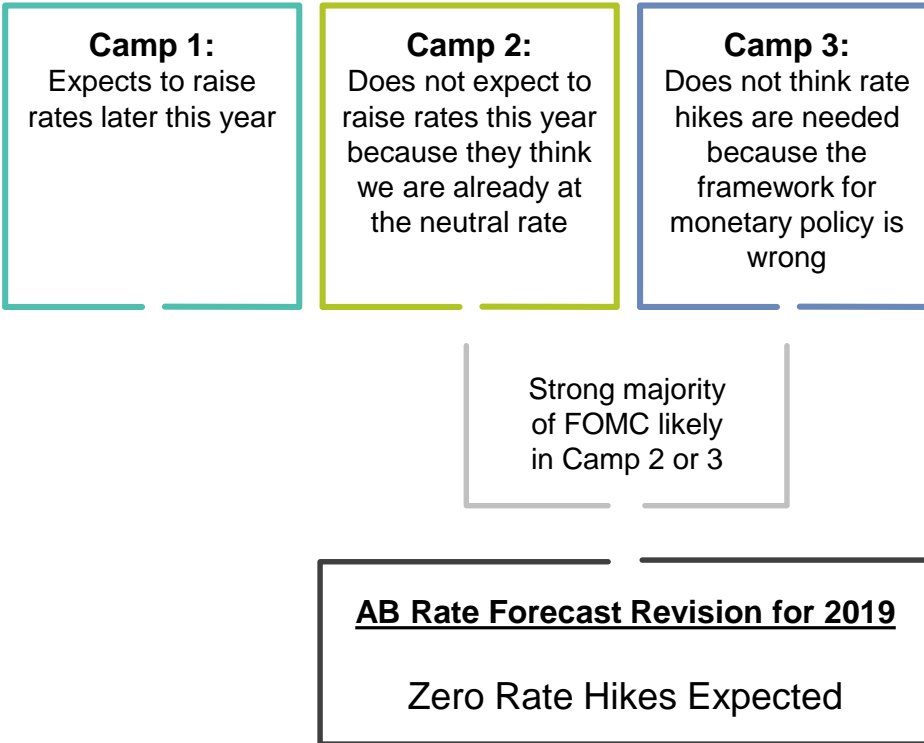 Camp 1:
Expects to raise
rates later this year
Camp 2:
Does not expect to
raise rates this year
because they think
we are already at
the neutral rate
Camp 3:
Does not think rate
hikes are needed
because the
framework for
monetary policy is
wrong
Strong majority
of FOMC likely
in Camp 2 or 3
AB Rate Forecast Revision for 2019
Zero Rate Hikes Expected